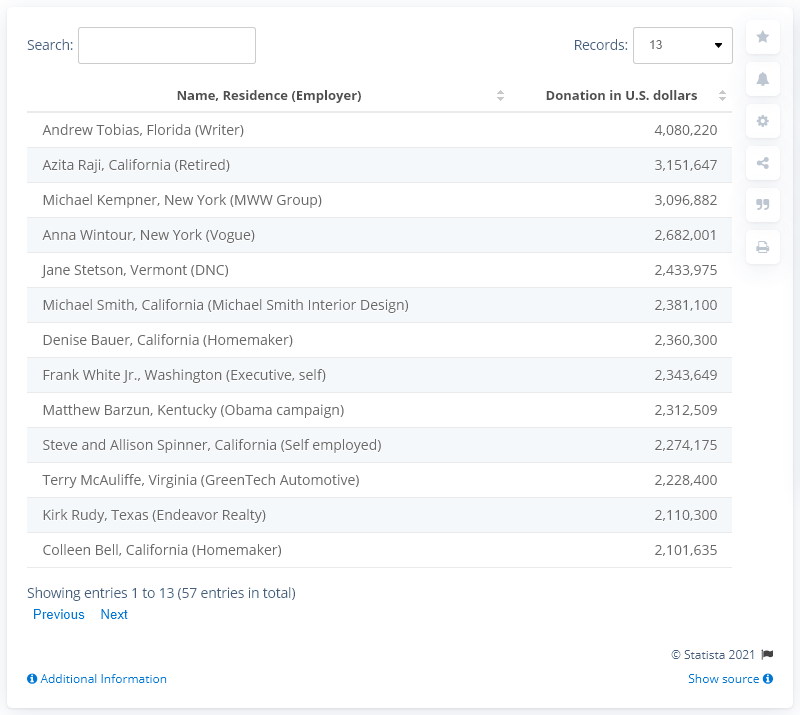 Search:
Records: 13
Name, Residence (Employer) Donation in U.S. dollars
Andrew Tobias, Florida (Writer) 4,080,220
Azita Raji, California (Retired) 3,151,647
Michael Kempner, New York (MWW Group) 3,096,882
Anna Wintour, New York (Vogue) 2,682,001
Jane Stetson, Vermont (DNC) 2,433,975
Michael Smith, California (Michael Smith Interior Design) 2,381,100
Denise Bauer, California (Homemaker) 2,360,300
Frank White Jr., Washington (Executive, self) 2,343,649
Matthew Barzun, Kentucky (Obama campaign) 2,312,509
Steve and Allison Spinner, California (Self employed) 2,274,175
Terry McAuliffe, Virginia (GreenTech Automotive) 2,228,400
Kirk Rudy, Texas (Endeavor Realty) 2,110,300
Colleen Bell, California (Homemaker) 2,101,635
Showing entries 1 to 13 (57 entries in total)
Previous Next
© Statista 2021
Additional Information
Show source